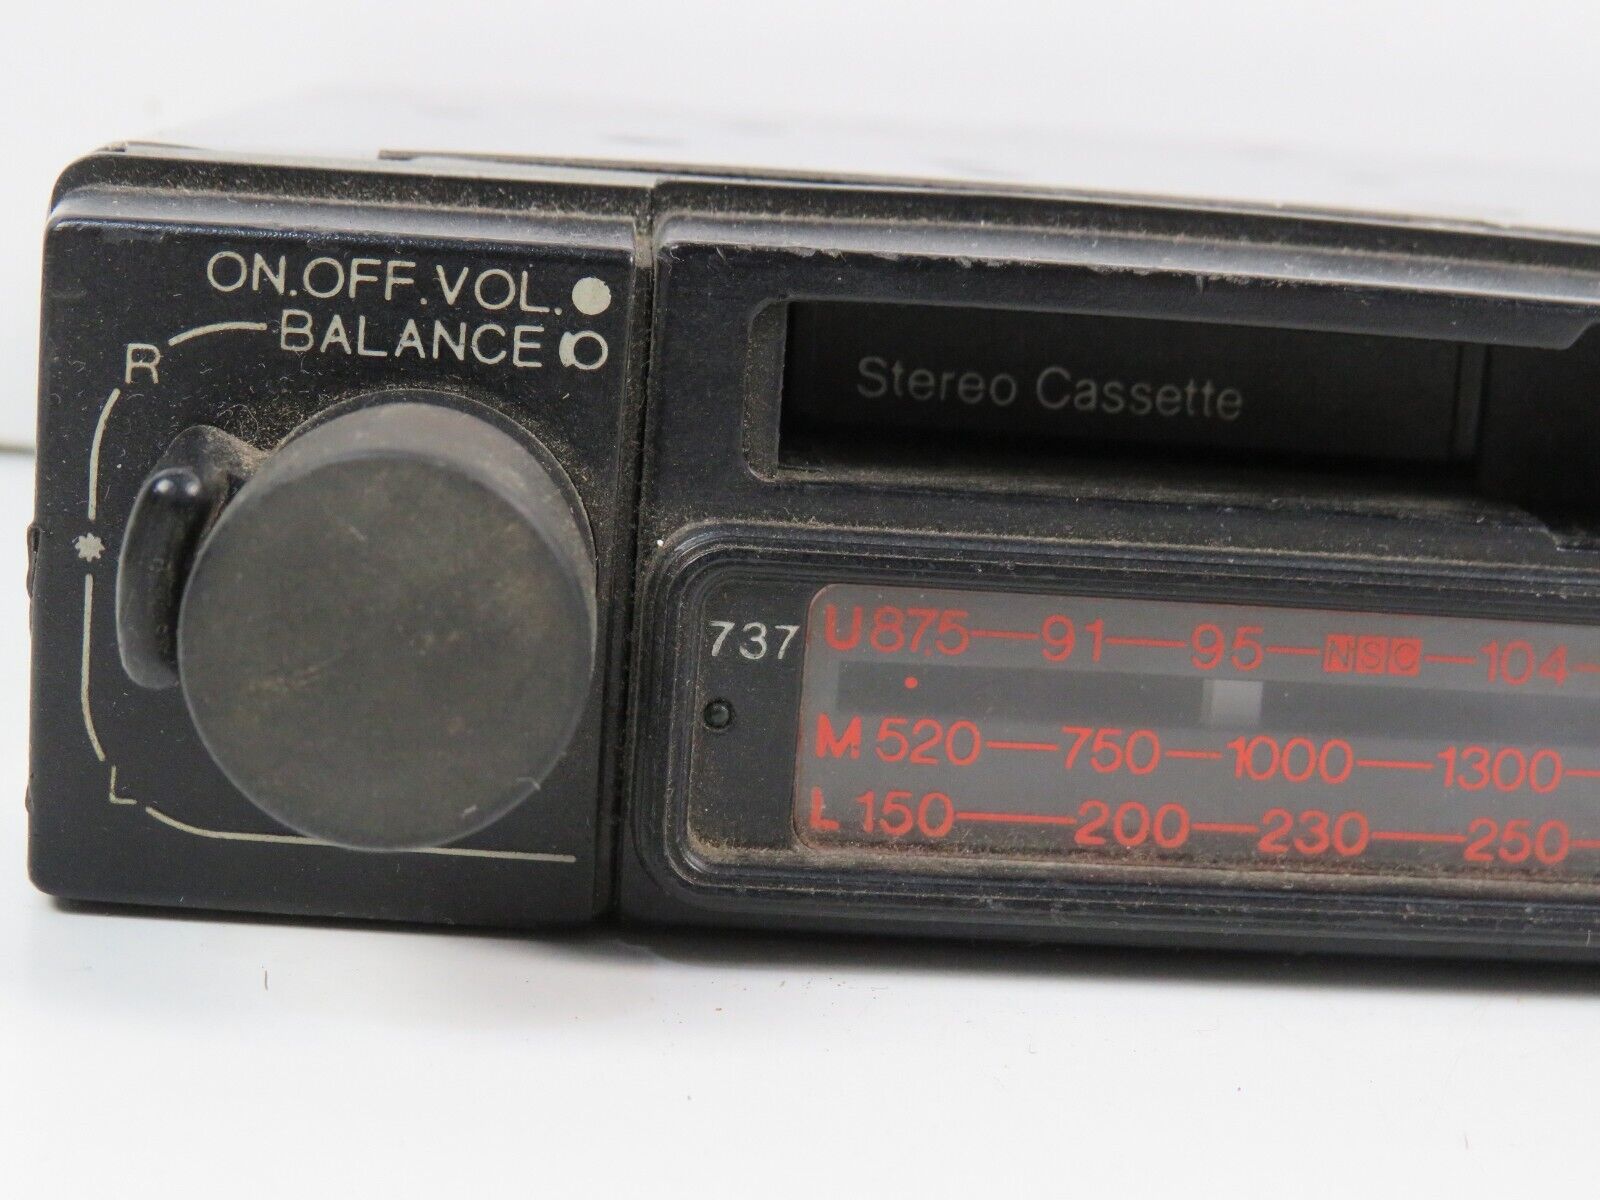 ON.OFF.VOL.
BALANCE
R
L
Stereo Cassette
737
U 87.5—91—95—NSC—104—
M 520—750—1000—1300—
L 150—200—230—250—